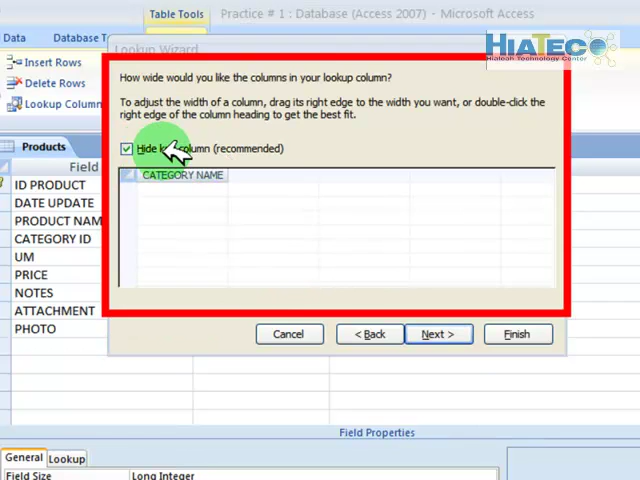 Table Tools
Practice # 1 : Database (Access 2007) - Microsoft Access
Data
Database T
Lookup Wizard
HIATECO
Hialeah Technology Center
Insert Rows
Delete Rows
Lookup Column
How wide would you like the columns in your lookup column?
To adjust the width of a column, drag its right edge to the width you want, or double-click the
right edge of the column heading to get the best fit.
Hide column (recommended)
CATEGORY NAME
Products
Field
ID PRODUCT
DATE UPDATE
PRODUCT NAM
CATEGORY ID
UM
PRICE
NOTES
ATTACHMENT
PHOTO
Cancel
< Back
Next >
Finish
Field Properties
General
Lookup
Field Size
Long Integer